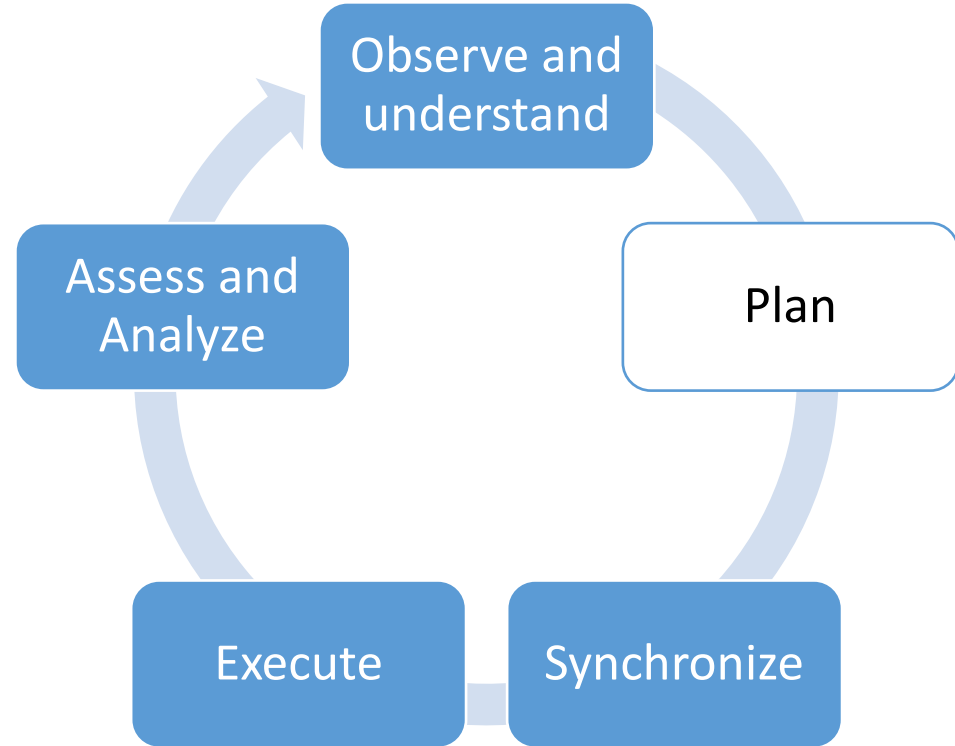 Observe and
understand
Plan
Synchronize
Execute
Assess and
Analyze